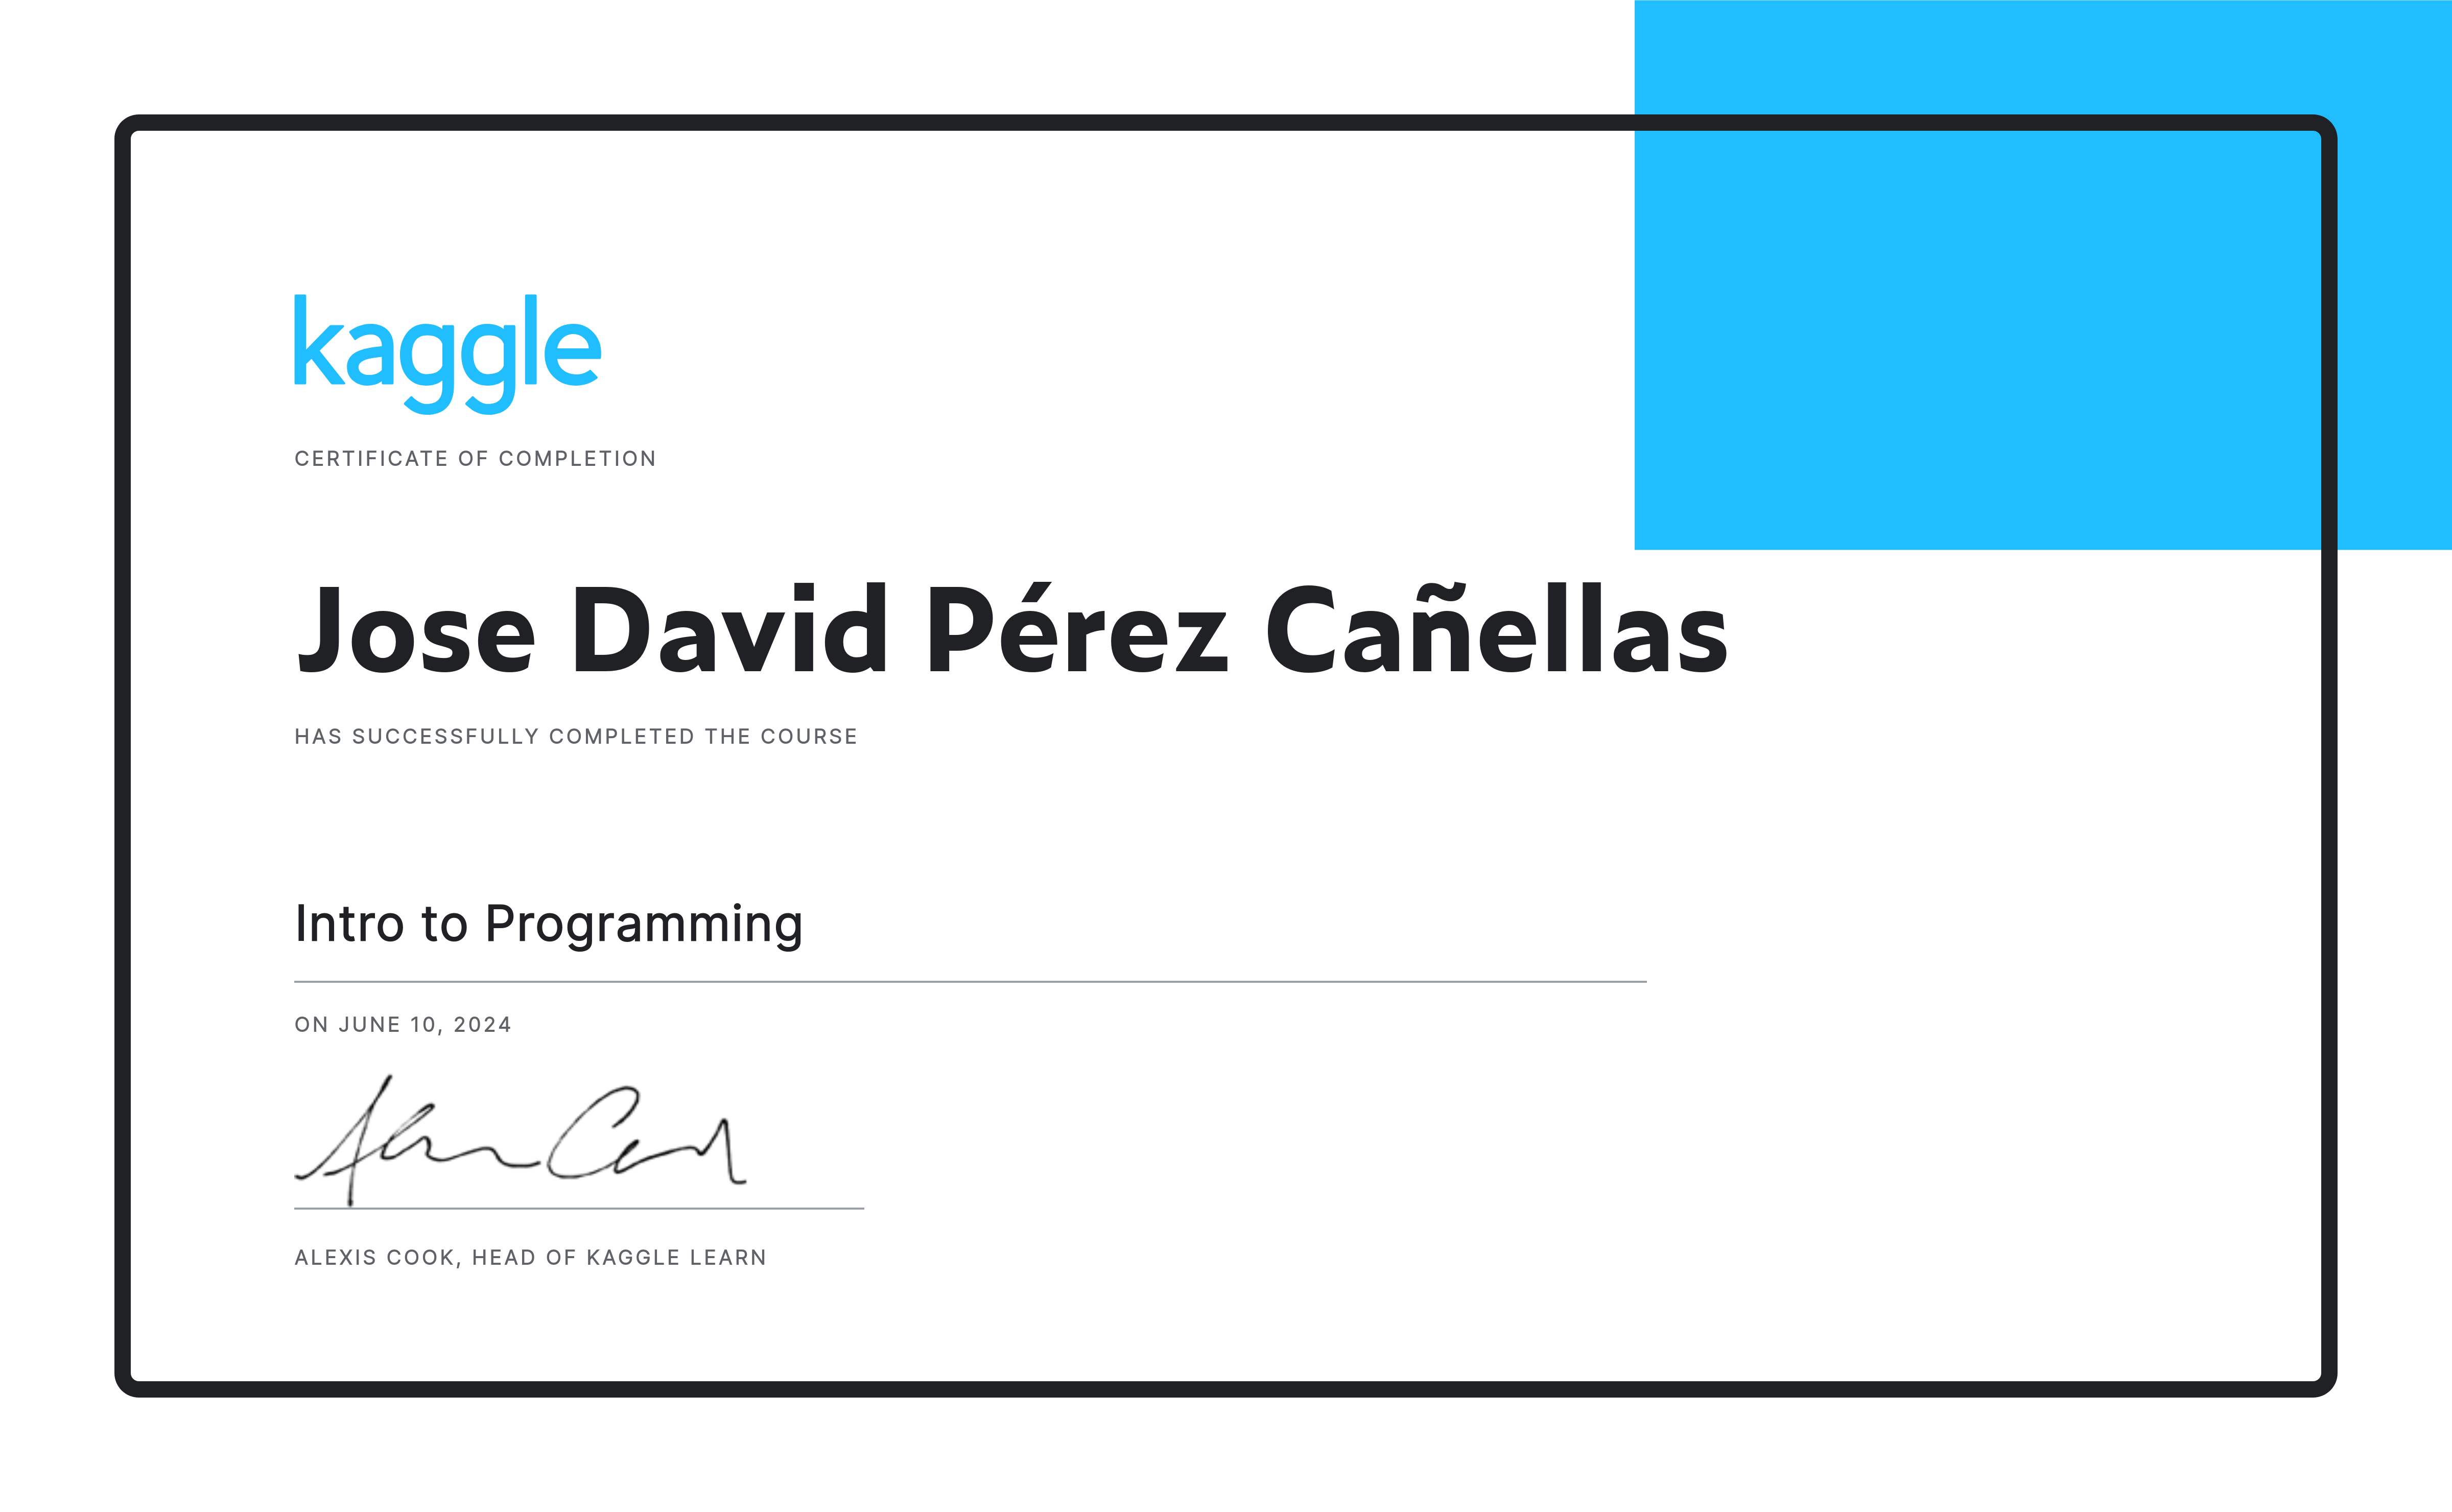 kaggle
CERTIFICATE OF COMPLETION
Jose David Pérez Cañellas
HAS SUCCESSFULLY COMPLETED THE COURSE
Intro to Programming
ON JUNE 10, 2024
ALEXIS COOK, HEAD OF KAGGLE LEARN